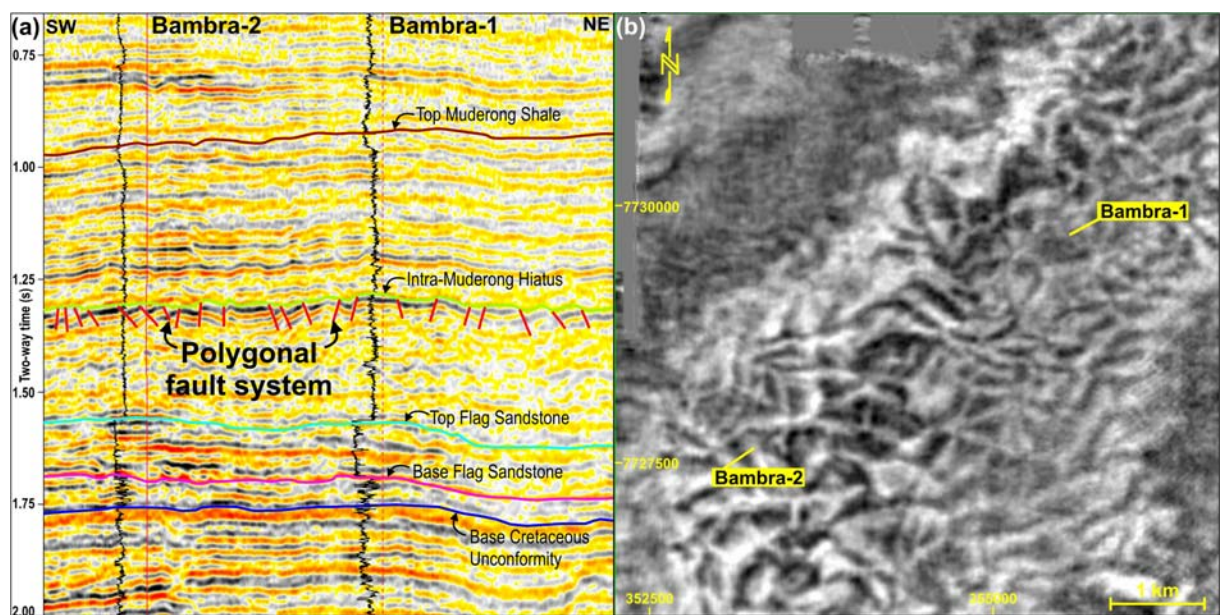 (a) SW
Bambra-2
Bambra-1
NE
0.75
Top Muderong Shale
1.00
1.25
Intra-Muderong Hiatus
Two-way time (s)
Polygonal
fault system
1.50
Top Flag Sandstone
Base Flag Sandstone
1.75
Base Cretaceous
Unconformity
2.00
(b)
N
7730000
Bambra-1
7727500
Bambra-2
352500
1 km